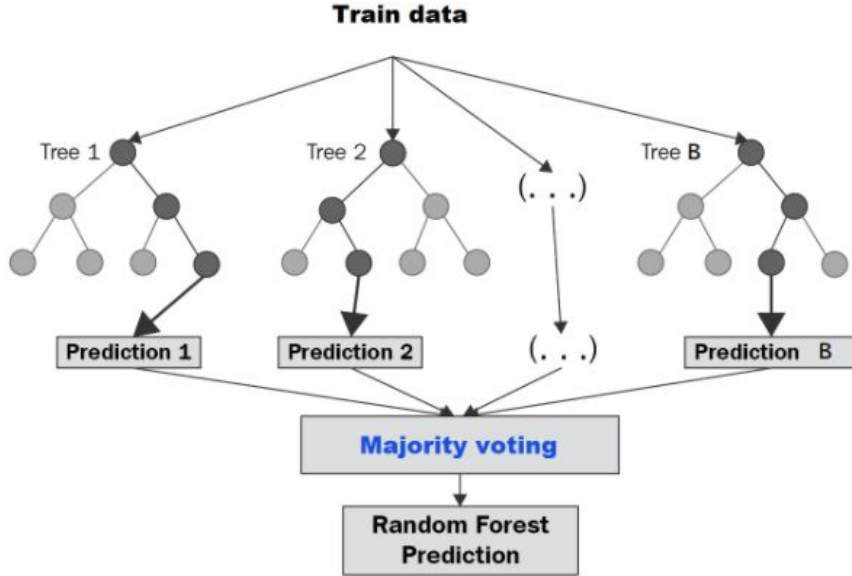 Train data
Tree 1
Tree 2
(. . .)
Tree B
Prediction 1
Prediction 2
(. . .)
Prediction B
Majority voting
Random Forest
Prediction